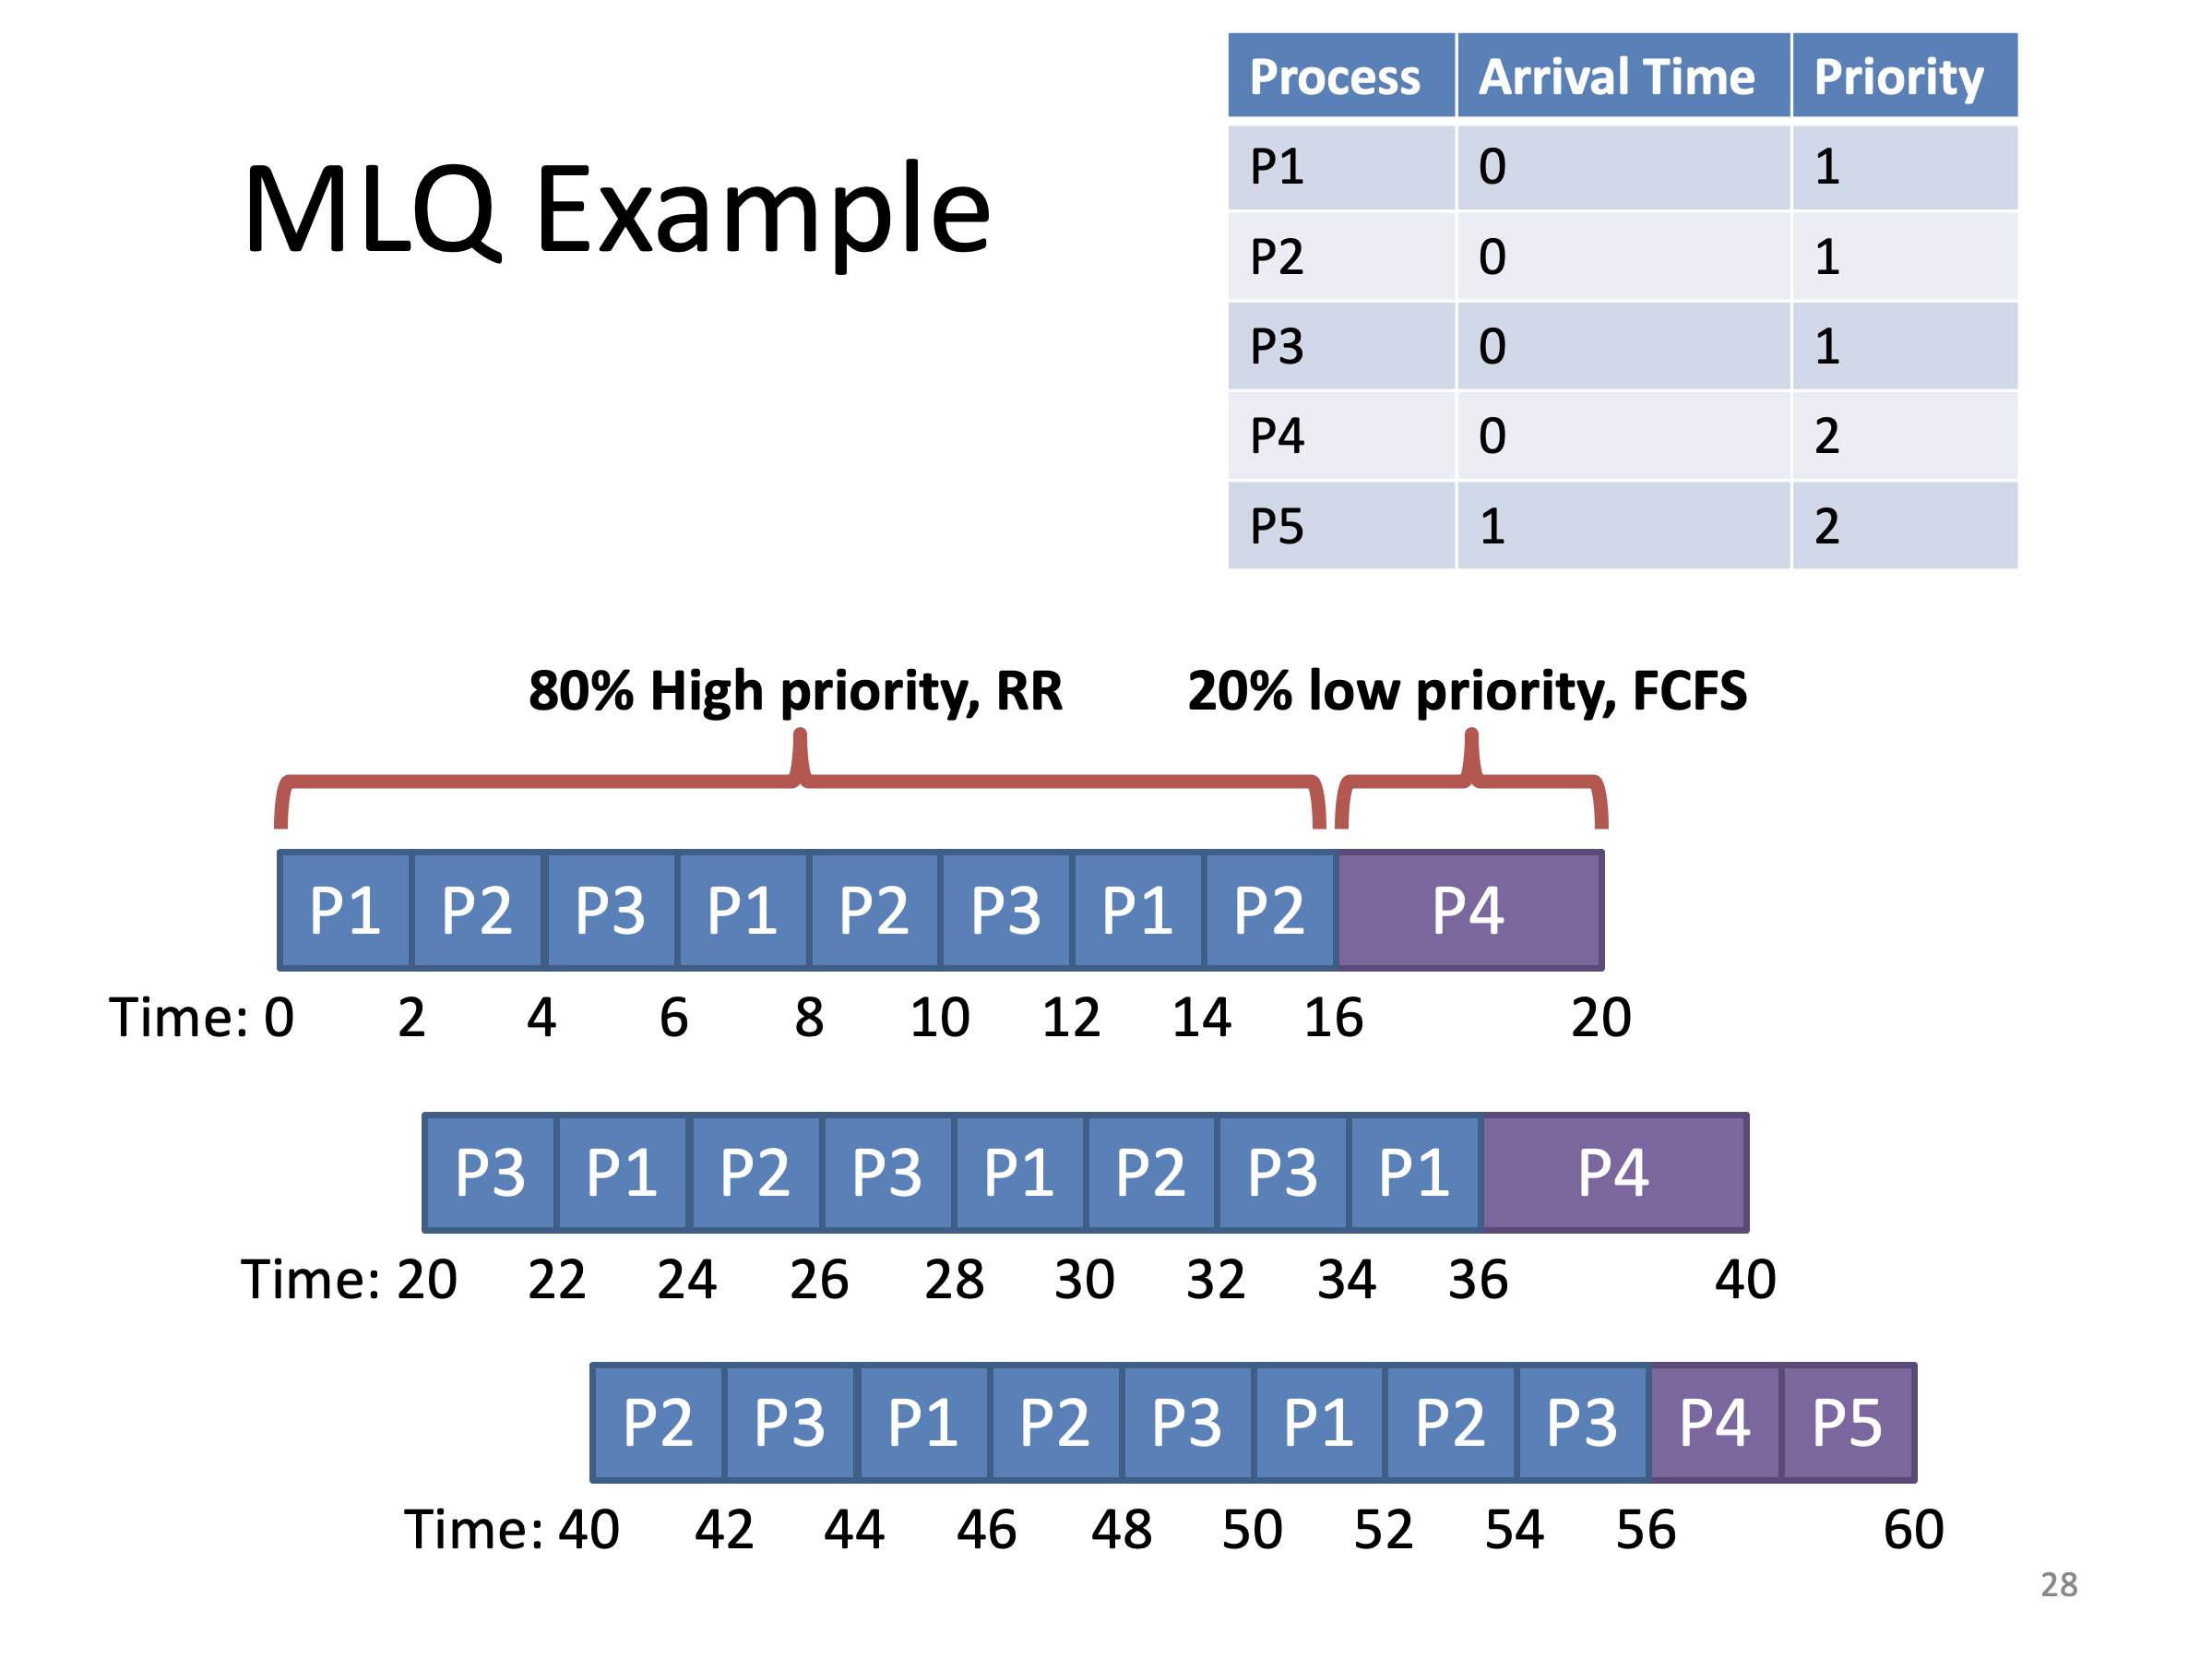 MLQ Example
Process Arrival Time Priority
P1 0 1
P2 0 1
P3 0 1
P4 0 2
P5 1 2
80% High priority, RR 20% low priority, FCFS
P1 P2 P3 P1 P2 P3 P1 P2 P4
Time: 0 2 4 6 8 10 12 14 16 20
P3 P1 P2 P3 P1 P2 P3 P1 P4
Time: 20 22 24 26 28 30 32 34 36 40
P2 P3 P1 P2 P3 P1 P2 P3 P4 P5
Time: 40 42 44 46 48 50 52 54 56 60
28